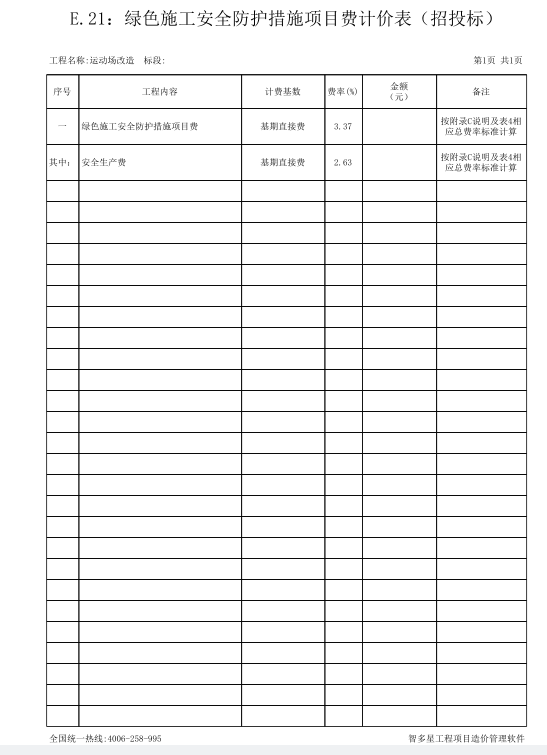 E.21: 绿色施工安全防护措施项目费计价表（招投标）
工程名称:运动场改造 标段: 第1页 共1页
序号 工程内容 计费基数 费率(%) 金额（元） 备注
一 绿色施工安全防护措施项目费 基期直接费 3.37 按附录C说明及表4相应总费率标准计算
其中: 安全生产费 基期直接费 2.63 按附录C说明及表4相应总费率标准计算
全国统一热线:4006-258-995 智多星工程项目造价管理软件